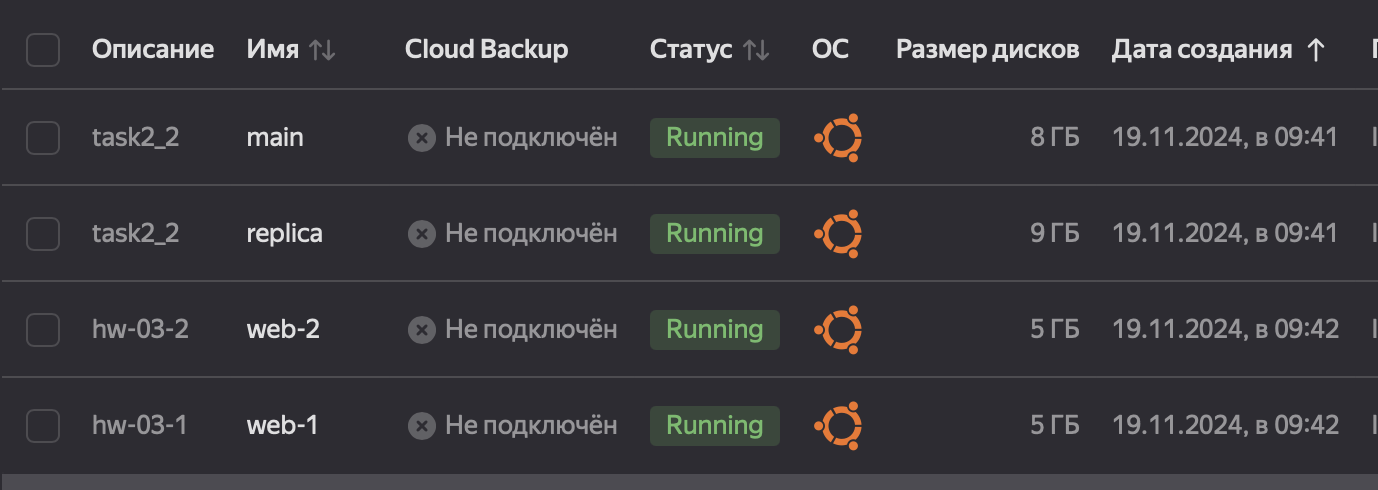 Описание Имя Cloud Backup Статус ОС Размер дисков Дата создания
task2_2 main Не подключён Running 8 ГБ 19.11.2024, в 09:41
task2_2 replica Не подключён Running 9 ГБ 19.11.2024, в 09:41
hw-03-2 web-2 Не подключён Running 5 ГБ 19.11.2024, в 09:42
hw-03-1 web-1 Не подключён Running 5 ГБ 19.11.2024, в 09:42